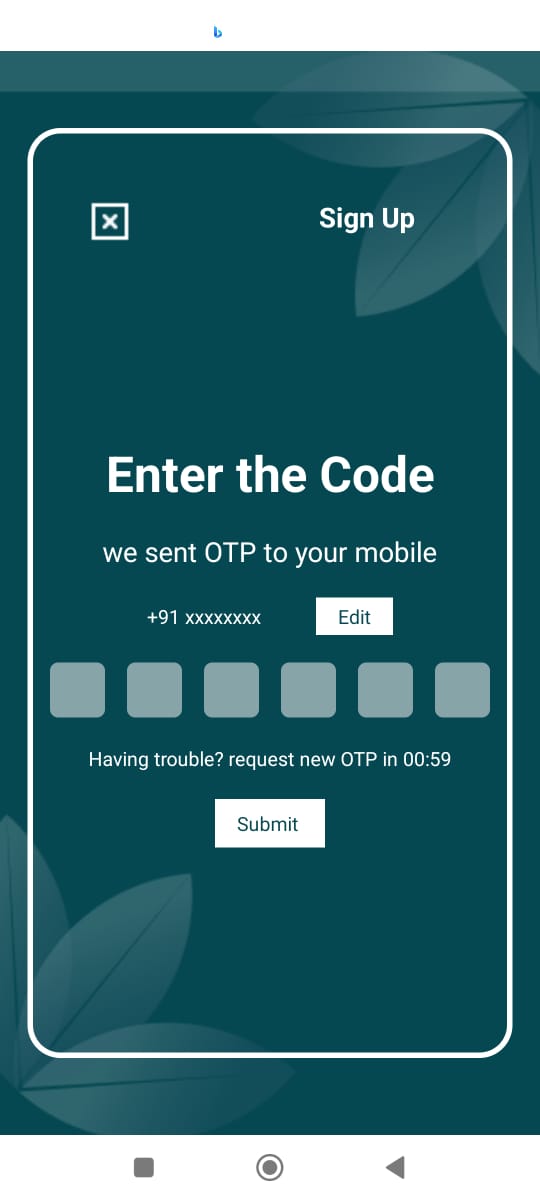 Sign Up
Enter the Code
we sent OTP to your mobile
+91 xxxxxxxx
Edit
Having trouble? request new OTP in 00:59
Submit